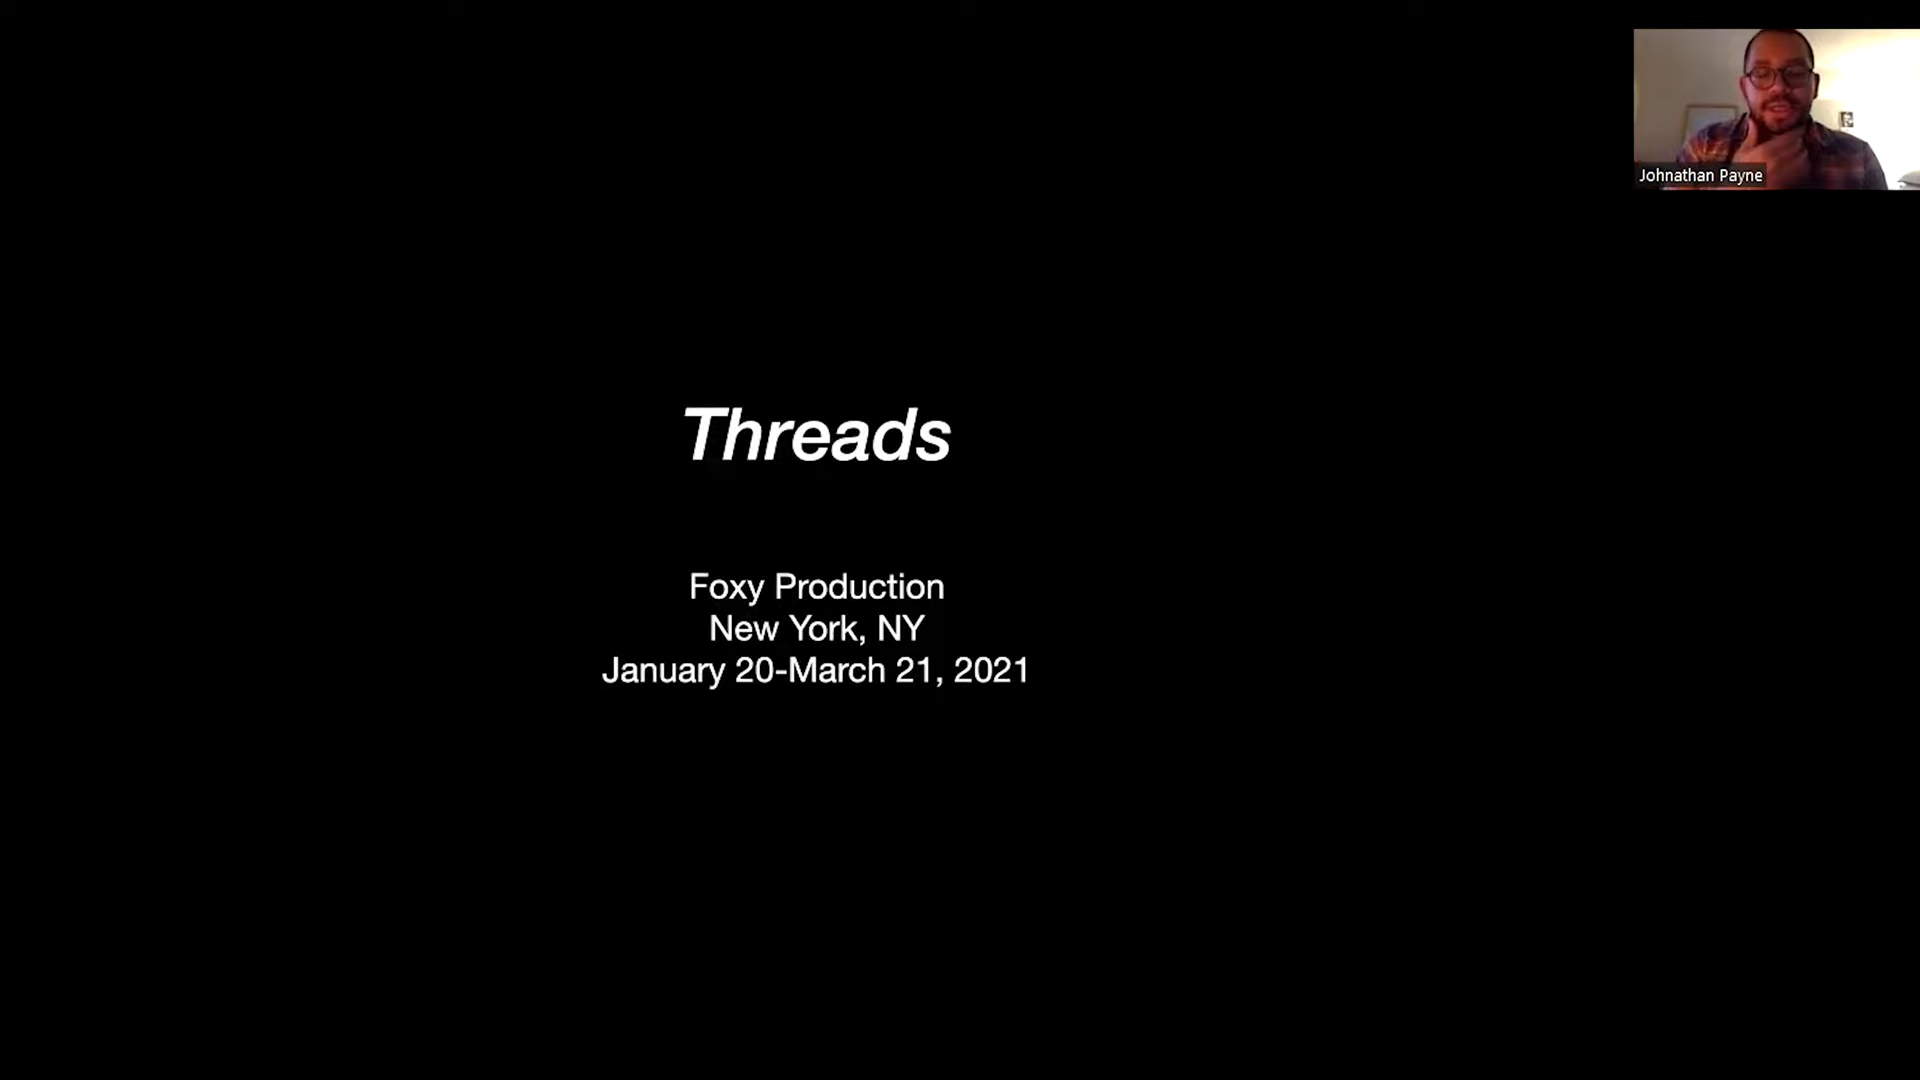 Threads
Foxy Production
New York, NY
January 20-March 21, 2021
Johnathan Payne